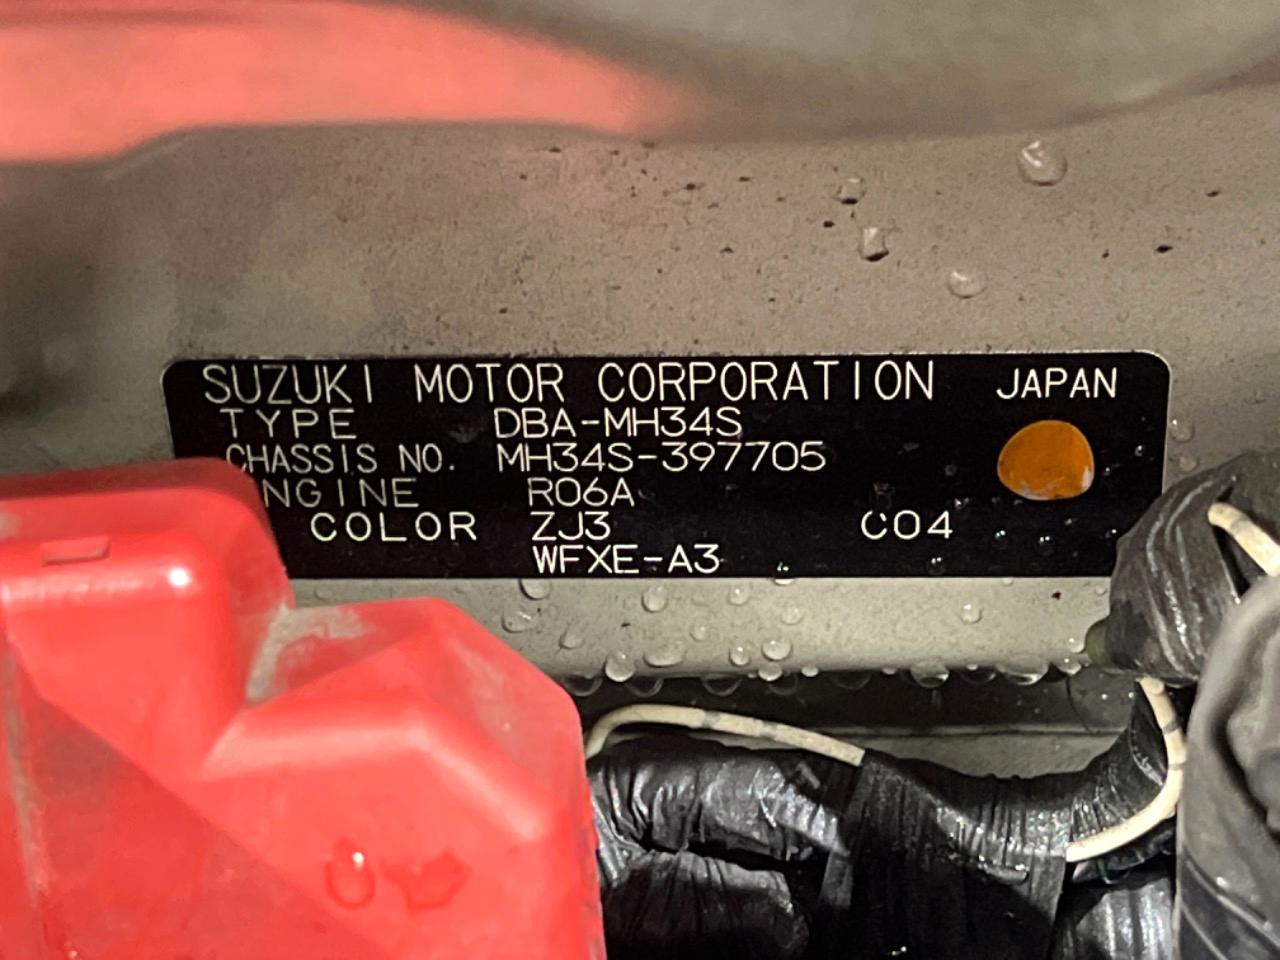 SUZUKI MOTOR CORPORATION JAPAN
TYPE DBA-MH34S
CHASSIS NO. MH34S-397705
NGINE R06A
COLOR ZJ3 C04
WFXE-A3